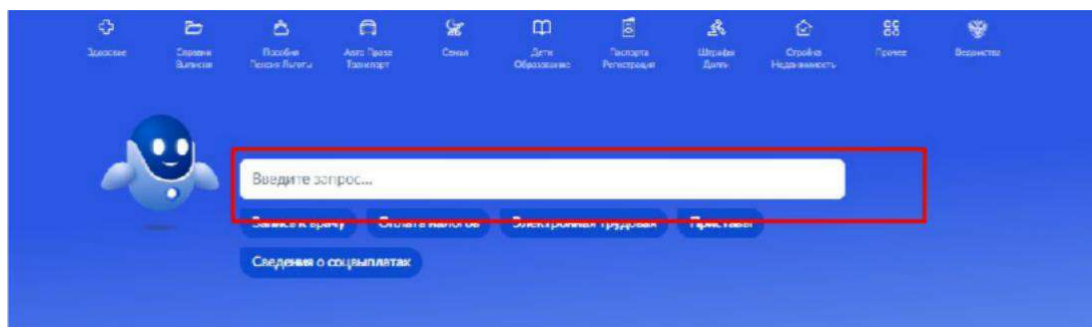 Здоровье
Справки
Выписки
Пособия
Пенсия Льготы
Авто Права
Транспорт
Семья
Дети
Образование
Паспорта
Регистрация
Штрафы
Долги
Стройка
Недвижимость
Прочее
Ведомства
Введите запрос...
Запись к врачу
Оплата налогов
Электронная трудовая
Приставы
Сведения о соцвыплатах